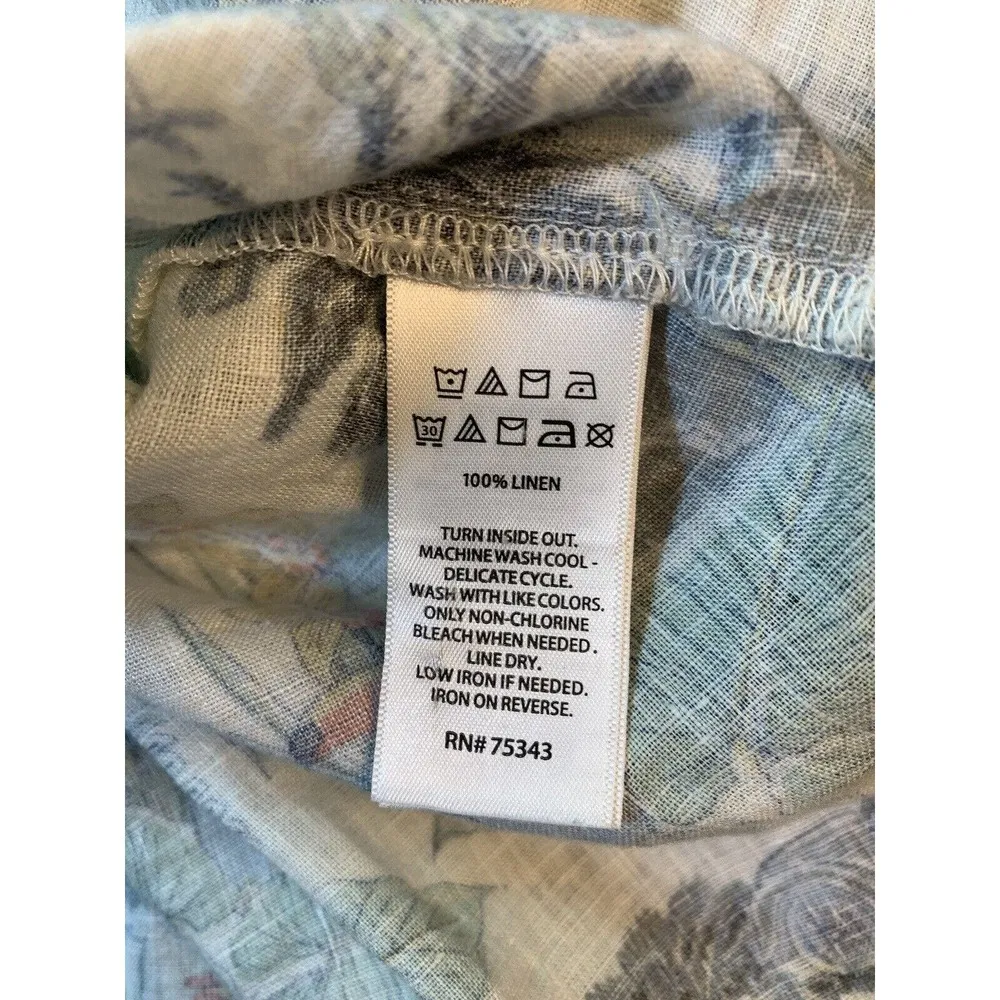 30
100% LINEN
TURN INSIDE OUT.
MACHINE WASH COOL -
DELICATE CYCLE.
WASH WITH LIKE COLORS.
ONLY NON-CHLORINE
BLEACH WHEN NEEDED.
LINE DRY.
LOW IRON IF NEEDED.
IRON ON REVERSE.
RN# 75343